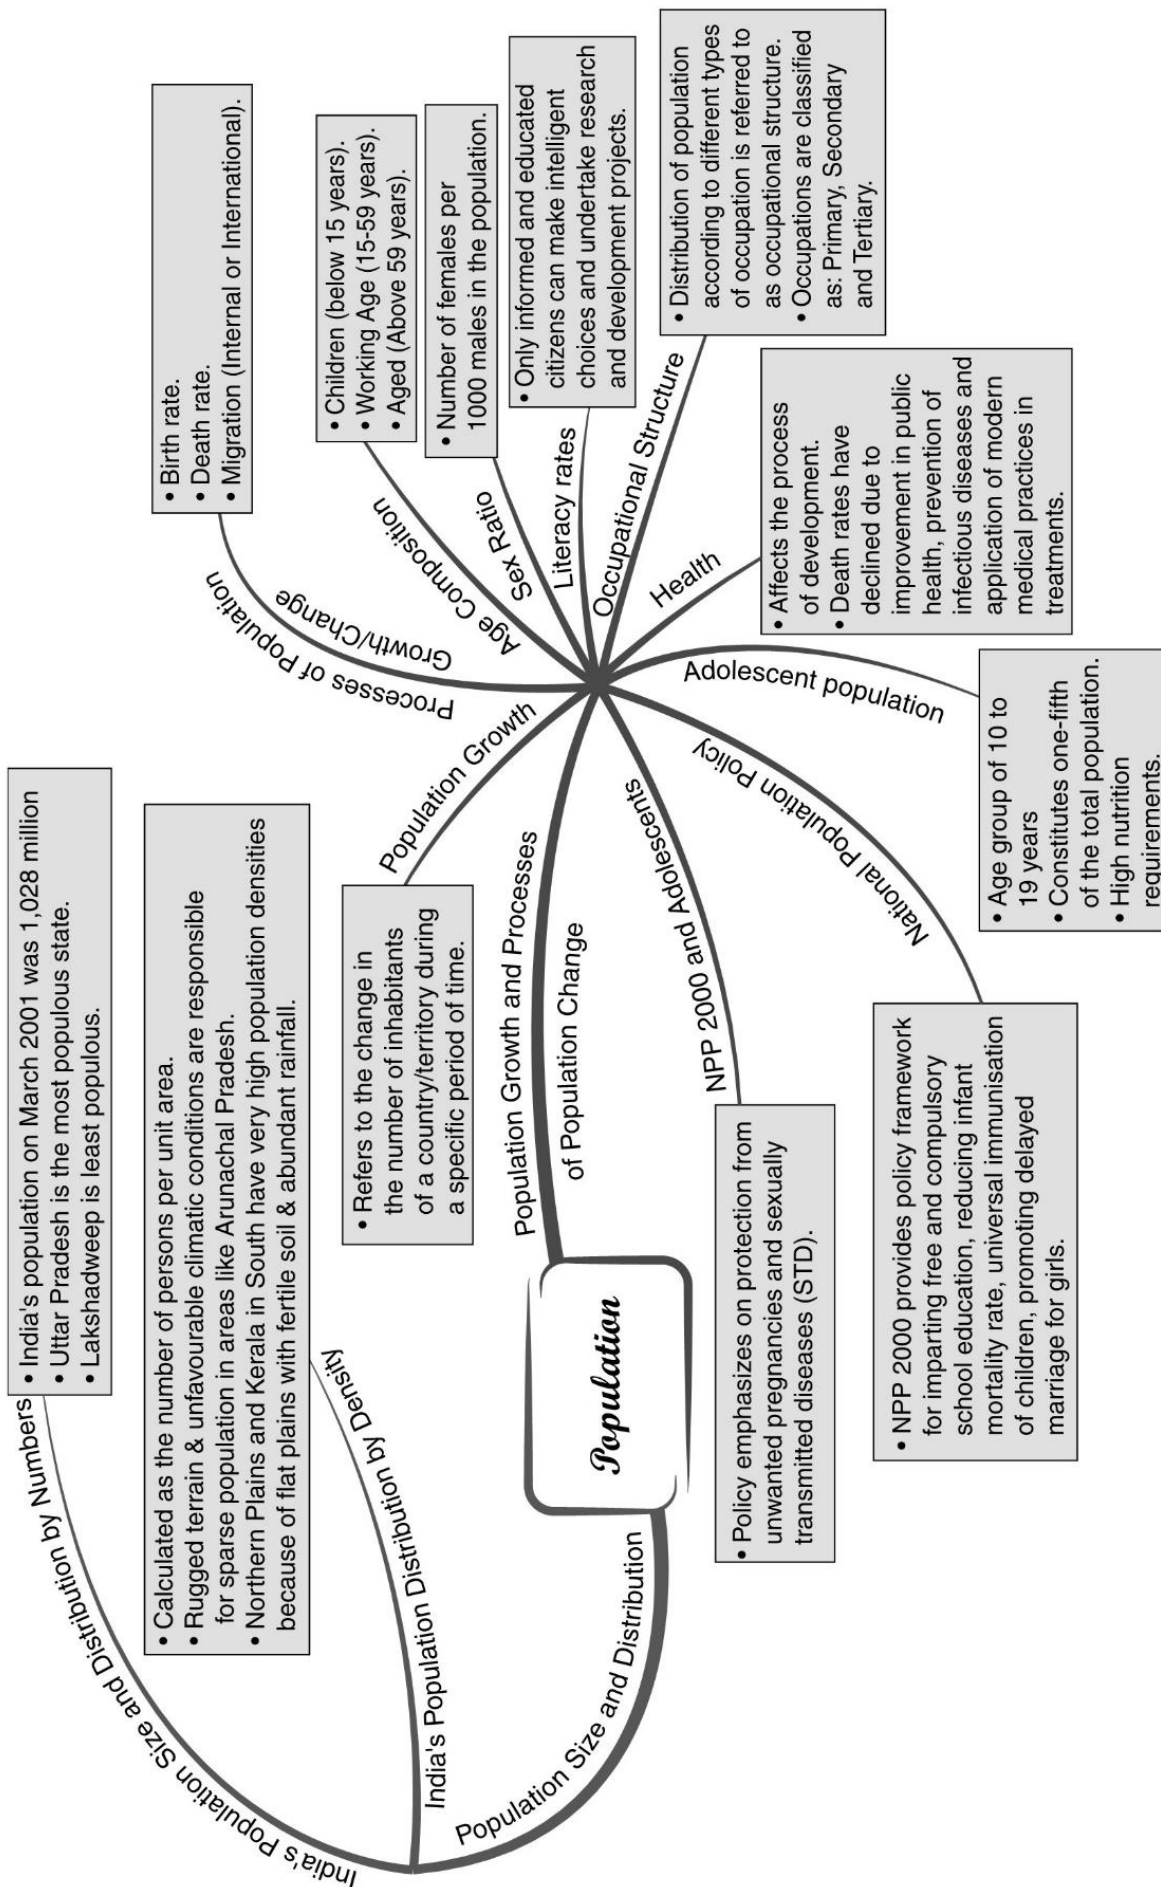 Population
Population Size and Distribution
India's Population Size and Distribution by Numbers
• India's population on March 2001 was 1,028 million
• Uttar Pradesh is the most populous state.
• Lakshadweep is least populous.
India's Population Distribution by Density
• Calculated as the number of persons per unit area.
• Rugged terrain & unfavourable climatic conditions are responsible
for sparse population in areas like Arunachal Pradesh.
• Northern Plains and Kerala in South have very high population densities
because of flat plains with fertile soil & abundant rainfall.
Population Growth and Processes
of Population Change
Population Growth
• Refers to the change in
the number of inhabitants
of a country/territory during
a specific period of time.
Processes of Population
Growth/Change
• Birth rate.
• Death rate.
• Migration (Internal or International).
Age Composition
• Children (below 15 years).
• Working Age (15-59 years).
• Aged (Above 59 years).
Sex Ratio
• Number of females per
1000 males in the population.
Literacy rates
• Only informed and educated
citizens can make intelligent
choices and undertake research
and development projects.
Occupational Structure
• Distribution of population
according to different types
of occupation is referred to
as occupational structure.
• Occupations are classified
as: Primary, Secondary
and Tertiary.
Health
• Affects the process
of development.
• Death rates have
declined due to
improvement in public
health, prevention of
infectious diseases and
application of modern
medical practices in
treatments.
Adolescent population
• Age group of 10 to
19 years
• Constitutes one-fifth
of the total population.
• High nutrition
requirements.
National Population
Policy
• NPP 2000 provides policy framework
for imparting free and compulsory
school education, reducing infant
mortality rate, universal immunisation
of children, promoting delayed
marriage for girls.
NPP 2000 and Adolescents
• Policy emphasizes on protection from
unwanted pregnancies and sexually
transmitted diseases (STD).